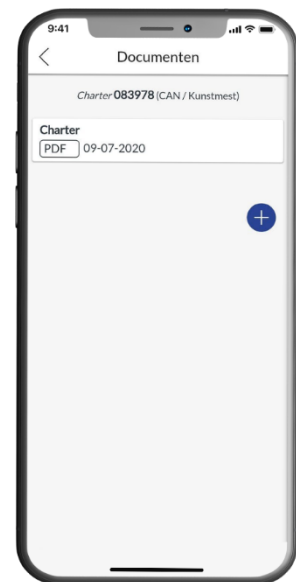 9:41
Documenten
Charter 083978 (CAN / Kunstmest)
Charter
PDF 09-07-2020